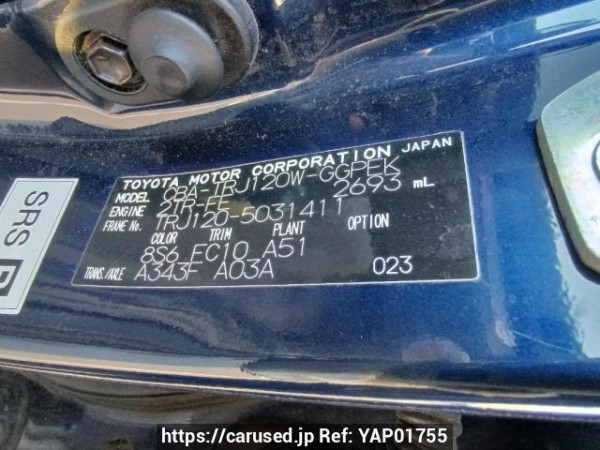 TOYOTA MOTOR CORPORATION JAPAN
MODEL CBA-TRJ120W-GGPEK
ENGINE 2TR-FE 2693 mL
FRAME No. TRJ120-5031411
COLOR TRIM PLANT OPTION
8S6 FC10 A51
TRANS./AXLE A343F A03A 023
SRS
https://carused.jp Ref: YAP01755